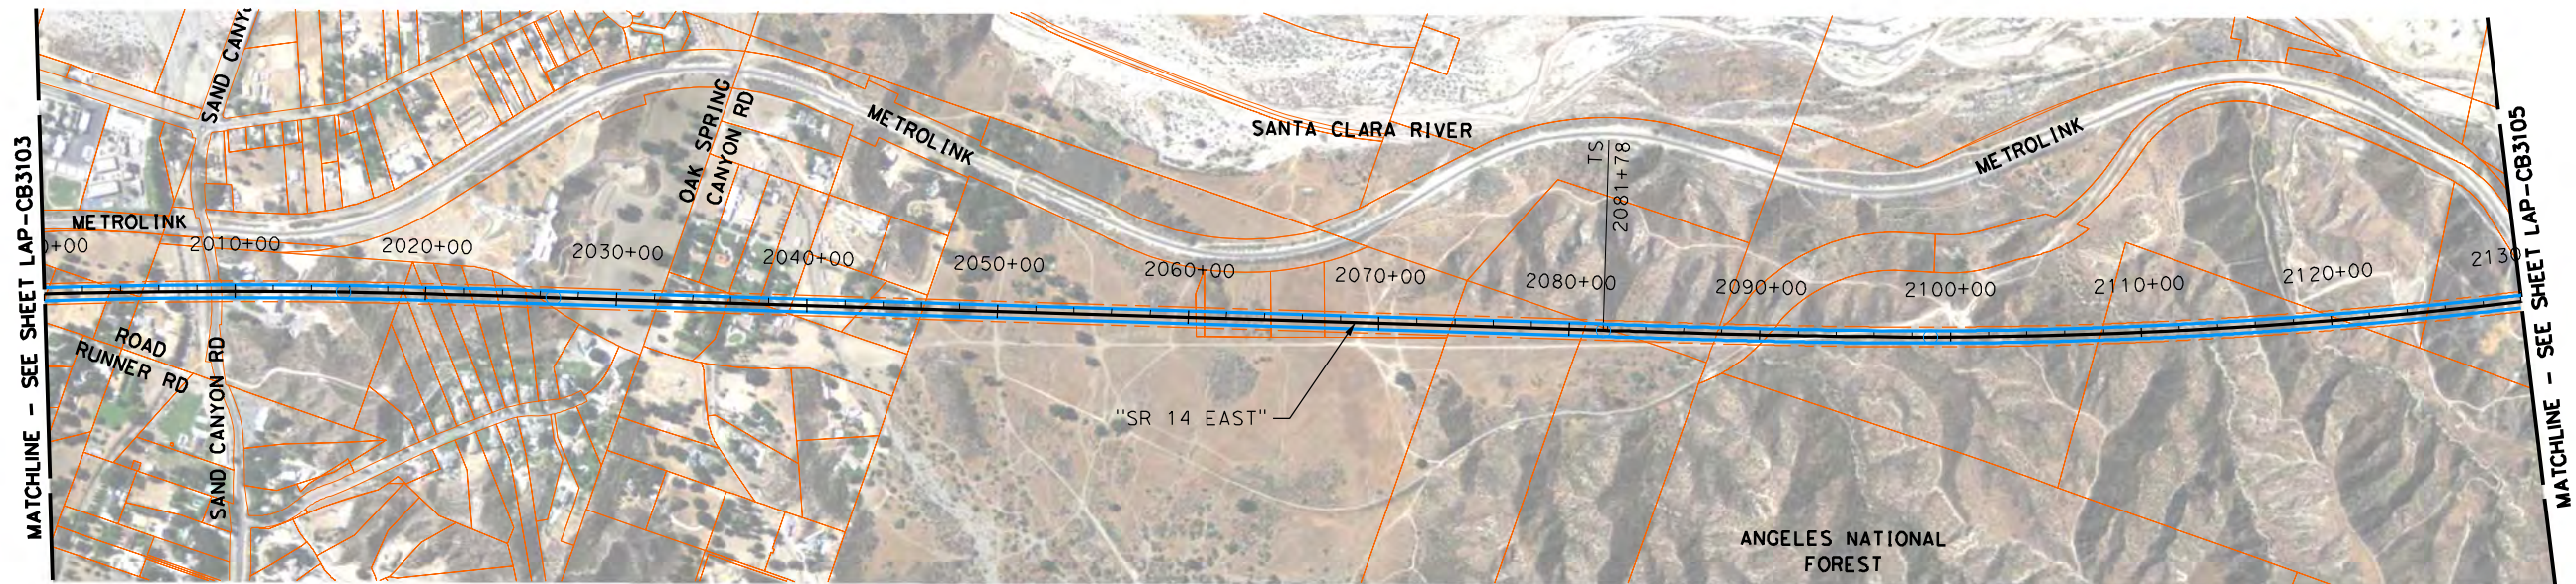 MATCHLINE - SEE SHEET LAP-CB3103
SAND CANY
METROLINK
OAK SPRING
CANYON RD
METROLINK
SANTA CLARA RIVER
TS
2081+78
METROLINK
MATCHLINE - SEE SHEET LAP-CB3105
0+00
2010+00
2020+00
2030+00
2040+00
2050+00
2060+00
2070+00
2080+00
2090+00
2100+00
2110+00
2120+00
2130
ROAD
RUNNER RD
SAND CANYON RD
"SR 14 EAST"
ANGELES NATIONAL
FOREST